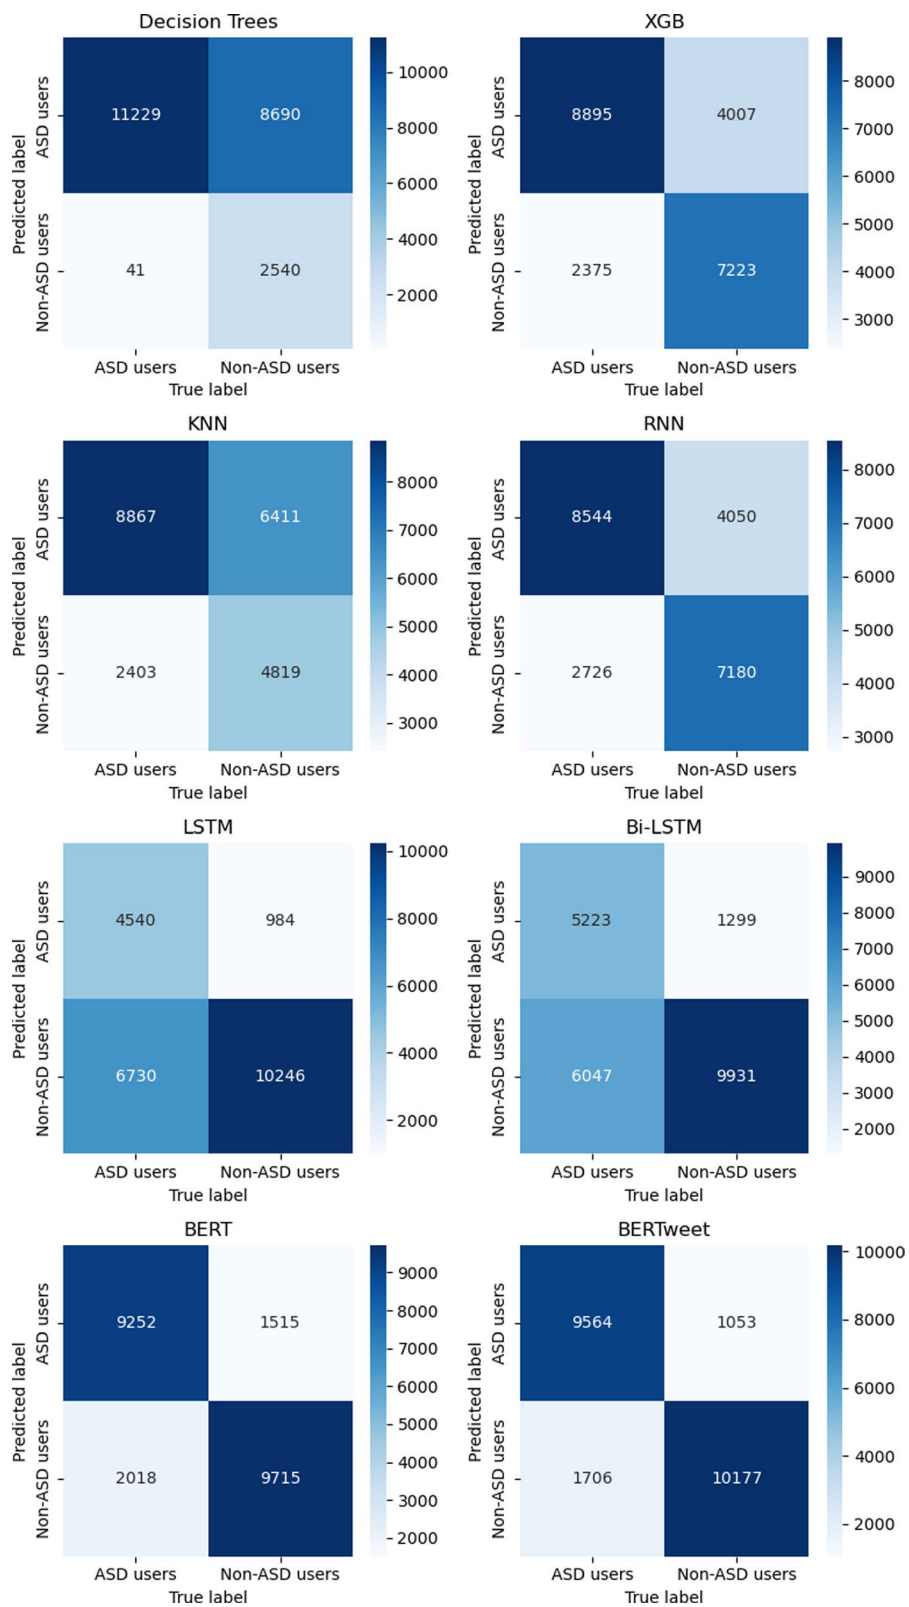 Decision Trees
Predicted label
ASD users
Non-ASD users
11229 8690
41 2540
ASD users Non-ASD users
True label
10000
8000
6000
4000
2000
XGB
Predicted label
ASD users
Non-ASD users
8895 4007
2375 7223
ASD users Non-ASD users
True label
8000
7000
6000
5000
4000
3000
KNN
Predicted label
ASD users
Non-ASD users
8867 6411
2403 4819
ASD users Non-ASD users
True label
8000
7000
6000
5000
4000
3000
RNN
Predicted label
ASD users
Non-ASD users
8544 4050
2726 7180
ASD users Non-ASD users
True label
8000
7000
6000
5000
4000
3000
LSTM
Predicted label
ASD users
Non-ASD users
4540 984
6730 10246
ASD users Non-ASD users
True label
10000
8000
6000
4000
2000
Bi-LSTM
Predicted label
ASD users
Non-ASD users
5223 1299
6047 9931
ASD users Non-ASD users
True label
9000
8000
7000
6000
5000
4000
3000
2000
BERT
Predicted label
ASD users
Non-ASD users
9252 1515
2018 9715
ASD users Non-ASD users
True label
9000
8000
7000
6000
5000
4000
3000
2000
BERTweet
Predicted label
ASD users
Non-ASD users
9564 1053
1706 10177
ASD users Non-ASD users
True label
10000
8000
6000
4000
2000